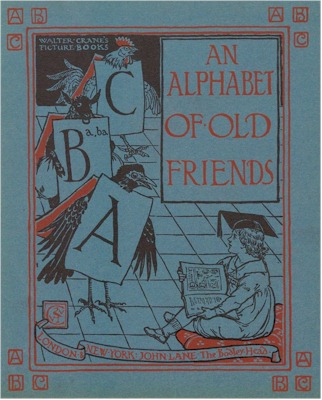 A B
C
A B
C
WALTER·CRANE'S
PICTURE·BOOKS
AN
ALPHABET
OF·OLD
FRIENDS
C
B
a, ba
A
LONDON & NEW·YORK: JOHN·LANE The Bodley Head
A
B C
A
B C